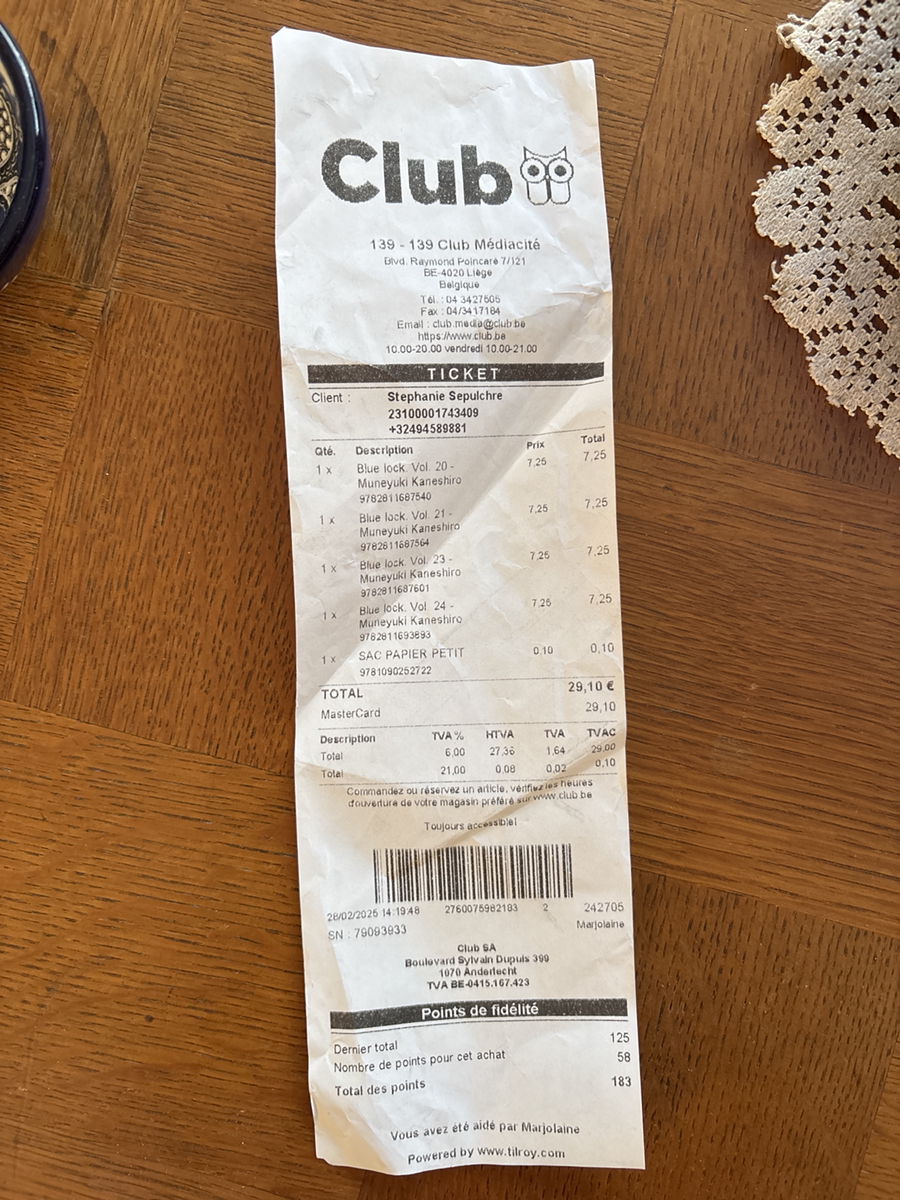 Club
139 - 139 Club Médiacité
Blvd. Raymond Poincaré 7/121
BE-4020 Liège
Belgique
Tél. : 04 3427605
Fax : 04/3417184
Email : club.media@club.be
https://www.club.be
10.00-20.00 vendredi 10.00-21.00
TICKET
Client : Stephanie Sepulchre
23100001743409
+32494589881
Qté. Description Prix Total
1 x Blue lock. Vol. 20 - 7,25 7,25
Muneyuki Kaneshiro
9782811687540
1 x Blue lock. Vol. 21 - 7,25 7,25
Muneyuki Kaneshiro
9782811687564
1 x Blue lock. Vol. 23 - 7,25 7,25
Muneyuki Kaneshiro
9782811687601
1 x Blue lock. Vol. 24 - 7,25 7,25
Muneyuki Kaneshiro
9782811693893
1 x SAC PAPIER PETIT 0,10 0,10
9781090252722
TOTAL 29,10 €
MasterCard 29,10
Description TVA % HTVA TVA TVAC
Total 6,00 27,36 1,64 29,00
Total 21,00 0,08 0,02 0,10
Commandez ou réservez un article, vérifiez les heures
d'ouverture de votre magasin préféré sur www.club.be
Toujours accessible!
28/02/2025 14:19:48 2760075982193 2 242705
SN : 79093933 Marjolaine
Club SA
Boulevard Sylvain Dupuis 399
1070 Anderlecht
TVA BE-0415.167.423
Points de fidélité
Dernier total 125
Nombre de points pour cet achat 58
Total des points 183
Vous avez été aidé par Marjolaine
Powered by www.tilroy.com